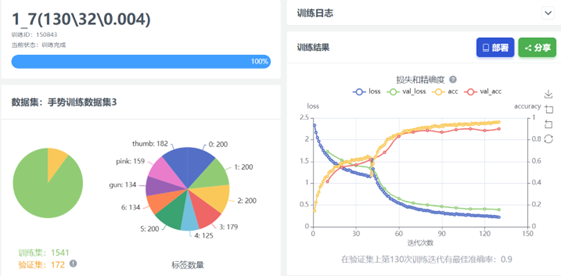 1_7(130\32\0.004)
训练ID：150843
当前状态：训练完成
100%
数据集：手势训练数据集3
thumb: 182
0: 200
pink: 159
1: 200
gun: 134
2: 200
6: 134
3: 179
5: 200
4: 125
训练集：1541
验证集：172
标签数量
训练日志
训练结果
部署
分享
损失和精确度
loss
val_loss
acc
val_acc
loss
accuracy
2.5
1
2
0.8
1.5
0.6
1
0.4
0.5
0.2
0
0
0
30
60
90
120
150
迭代次数
在验证集上第130次训练迭代有最佳准确率：0.9